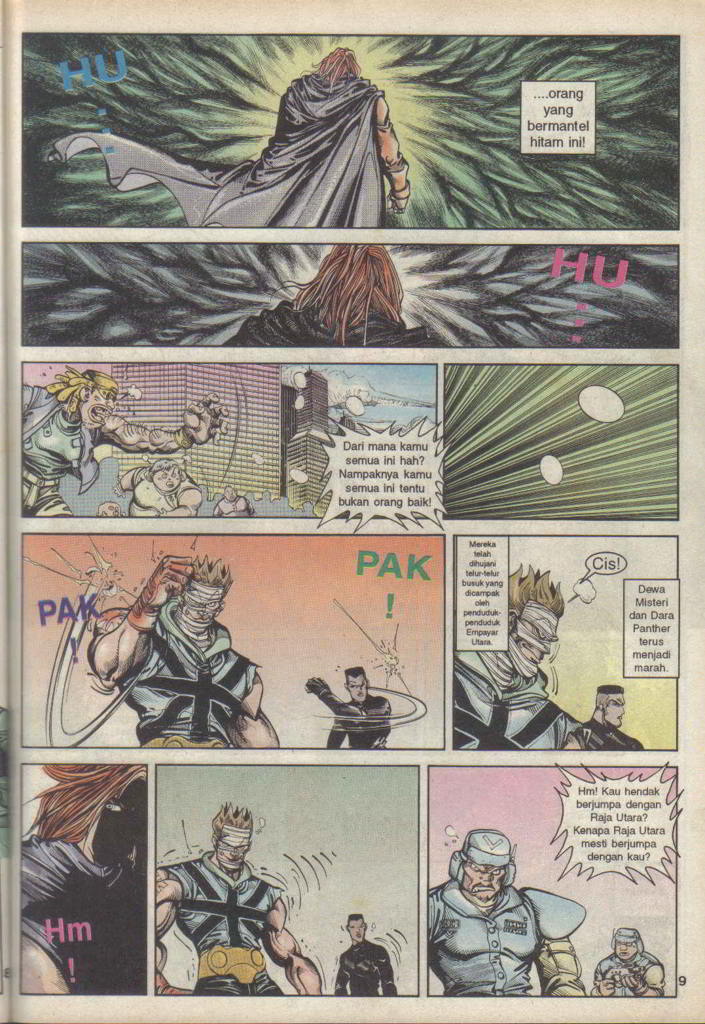 HU
...
....orang
yang
bermantel
hitam ini!
HU
...
Dari mana kamu
semua ini hah?
Nampaknya kamu
semua ini tentu
bukan orang baik!
PAK
!
PAK
!
Mereka
telah
dihujani
telur-telur
busuk yang
dicampak
oleh
penduduk-
penduduk
Empayar
Utara.
Cis!
Dewa
Misteri
dan Dara
Panther
terus
menjadi
marah.
Hm
!
Hm! Kau hendak
berjumpa dengan
Raja Utara?
Kenapa Raja Utara
mesti berjumpa
dengan kau?
9